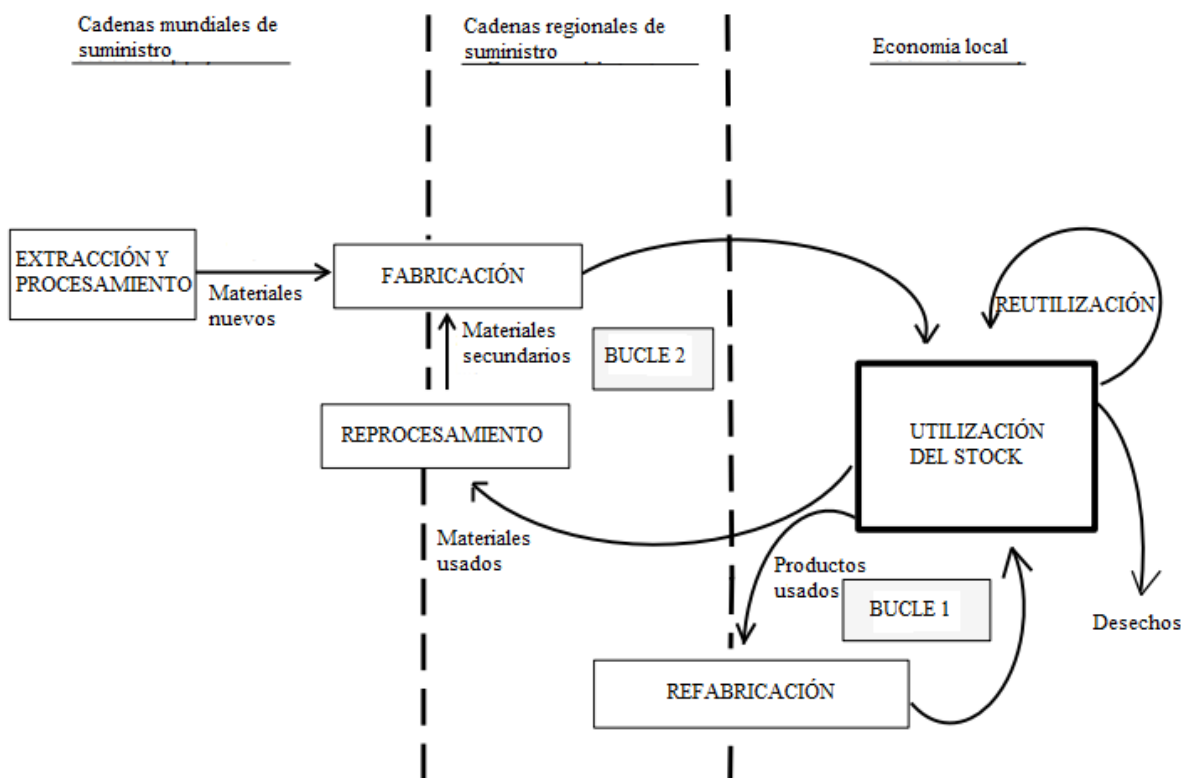 Cadenas mundiales de
suministro
Cadenas regionales de
suministro
Economia local
EXTRACCIÓN Y
PROCESAMIENTO
Materiales
nuevos
FABRICACIÓN
Materiales
secundarios
BUCLE 2
REUTILIZACIÓN
REPROCESAMIENTO
UTILIZACIÓN
DEL STOCK
Materiales
usados
Productos
usados
BUCLE 1
Desechos
REFABRICACIÓN